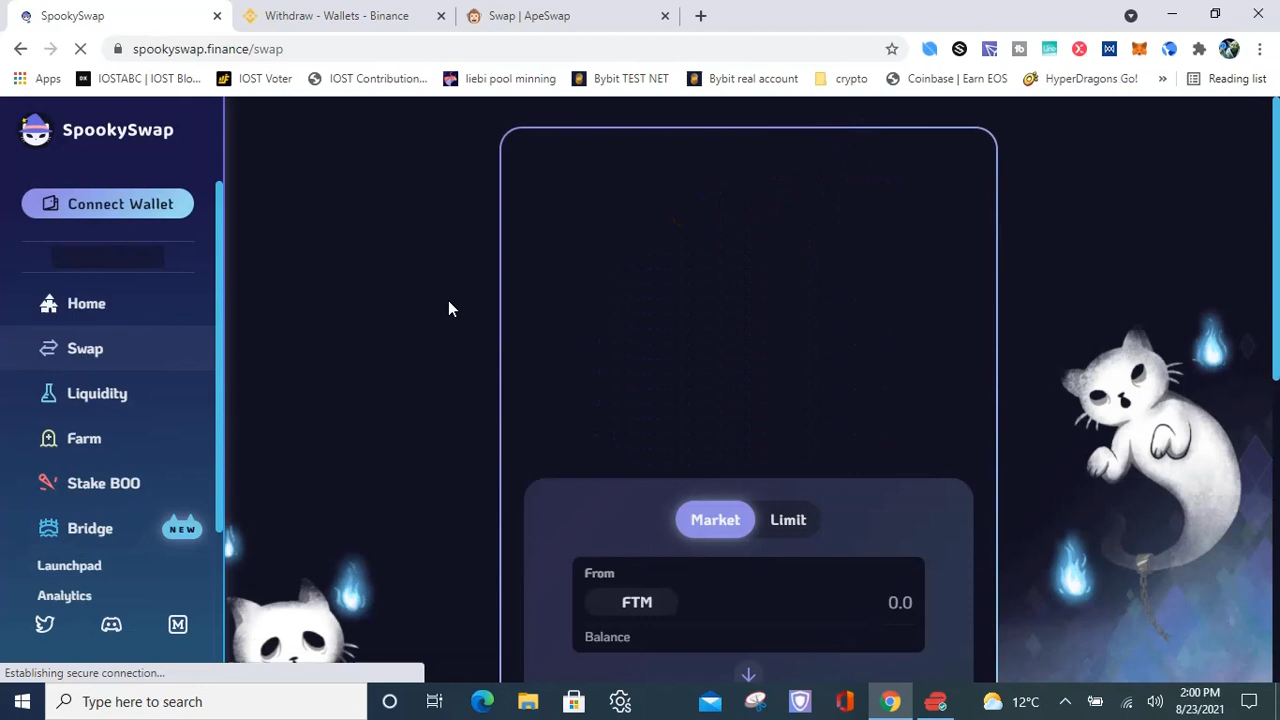 SpookySwap
Withdraw - Wallets - Binance
Swap | ApeSwap
spookyswap.finance/swap
Apps
IOSTABC | IOST Blo...
IOST Voter
IOST Contribution...
liebi pool minning
Bybit TEST NET
Bybit real account
crypto
Coinbase | Earn EOS
HyperDragons Go!
Reading list
SpookySwap
Connect Wallet
Home
Swap
Liquidity
Farm
Stake BOO
Bridge
NEW
Launchpad
Analytics
Market
Limit
From
FTM
0.0
Balance
Establishing secure connection...
Type here to search
12°C
2:00 PM
8/23/2021